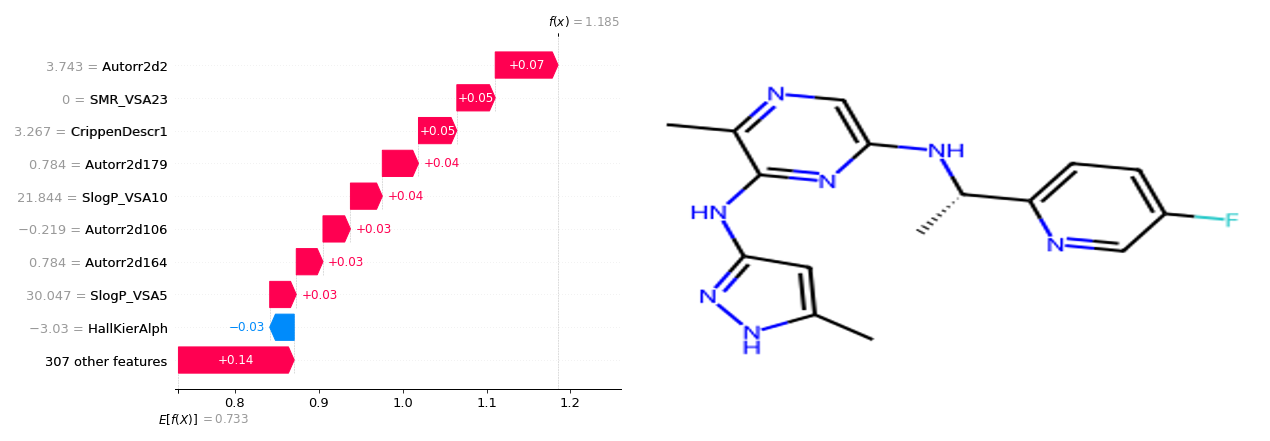 f(x) = 1.185
3.743 = Autorr2d2
+0.07
0 = SMR_VSA23
+0.05
3.267 = CrippenDescr1
+0.05
0.784 = Autorr2d179
+0.04
21.844 = SlogP_VSA10
+0.04
−0.219 = Autorr2d106
+0.03
0.784 = Autorr2d164
+0.03
30.047 = SlogP_VSA5
+0.03
−3.03 = HallKierAlph
−0.03
307 other features
+0.14
0.8 0.9 1.0 1.1 1.2
E[f(X)] = 0.733
N
NH
N
HN
F
N
N
N
H